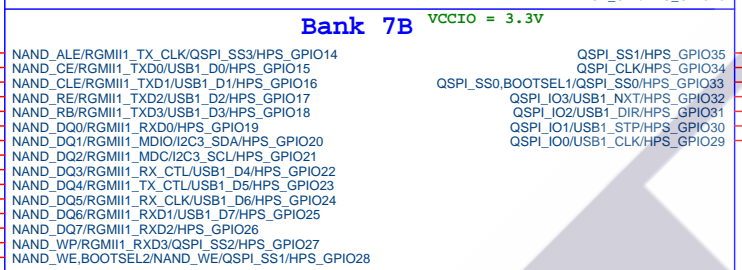 Bank 7B VCCIO = 3.3V
NAND_ALE/RGMII1_TX_CLK/QSPI_SS3/HPS_GPIO14
NAND_CE/RGMII1_TXD0/USB1_D0/HPS_GPIO15
NAND_CLE/RGMII1_TXD1/USB1_D1/HPS_GPIO16
NAND_RE/RGMII1_TXD2/USB1_D2/HPS_GPIO17
NAND_RB/RGMII1_TXD3/USB1_D3/HPS_GPIO18
NAND_DQ0/RGMII1_RXD0/HPS_GPIO19
NAND_DQ1/RGMII1_MDIO/I2C3_SDA/HPS_GPIO20
NAND_DQ2/RGMII1_MDC/I2C3_SCL/HPS_GPIO21
NAND_DQ3/RGMII1_RX_CTL/USB1_D4/HPS_GPIO22
NAND_DQ4/RGMII1_TX_CTL/USB1_D5/HPS_GPIO23
NAND_DQ5/RGMII1_RX_CLK/USB1_D6/HPS_GPIO24
NAND_DQ6/RGMII1_RXD1/USB1_D7/HPS_GPIO25
NAND_DQ7/RGMII1_RXD2/HPS_GPIO26
NAND_WP/RGMII1_RXD3/QSPI_SS2/HPS_GPIO27
NAND_WE,BOOTSEL2/NAND_WE/QSPI_SS1/HPS_GPIO28
QSPI_SS1/HPS_GPIO35
QSPI_CLK/HPS_GPIO34
QSPI_SS0,BOOTSEL1/QSPI_SS0/HPS_GPIO33
QSPI_IO3/USB1_NXT/HPS_GPIO32
QSPI_IO2/USB1_DIR/HPS_GPIO31
QSPI_IO1/USB1_STP/HPS_GPIO30
QSPI_IO0/USB1_CLK/HPS_GPIO29